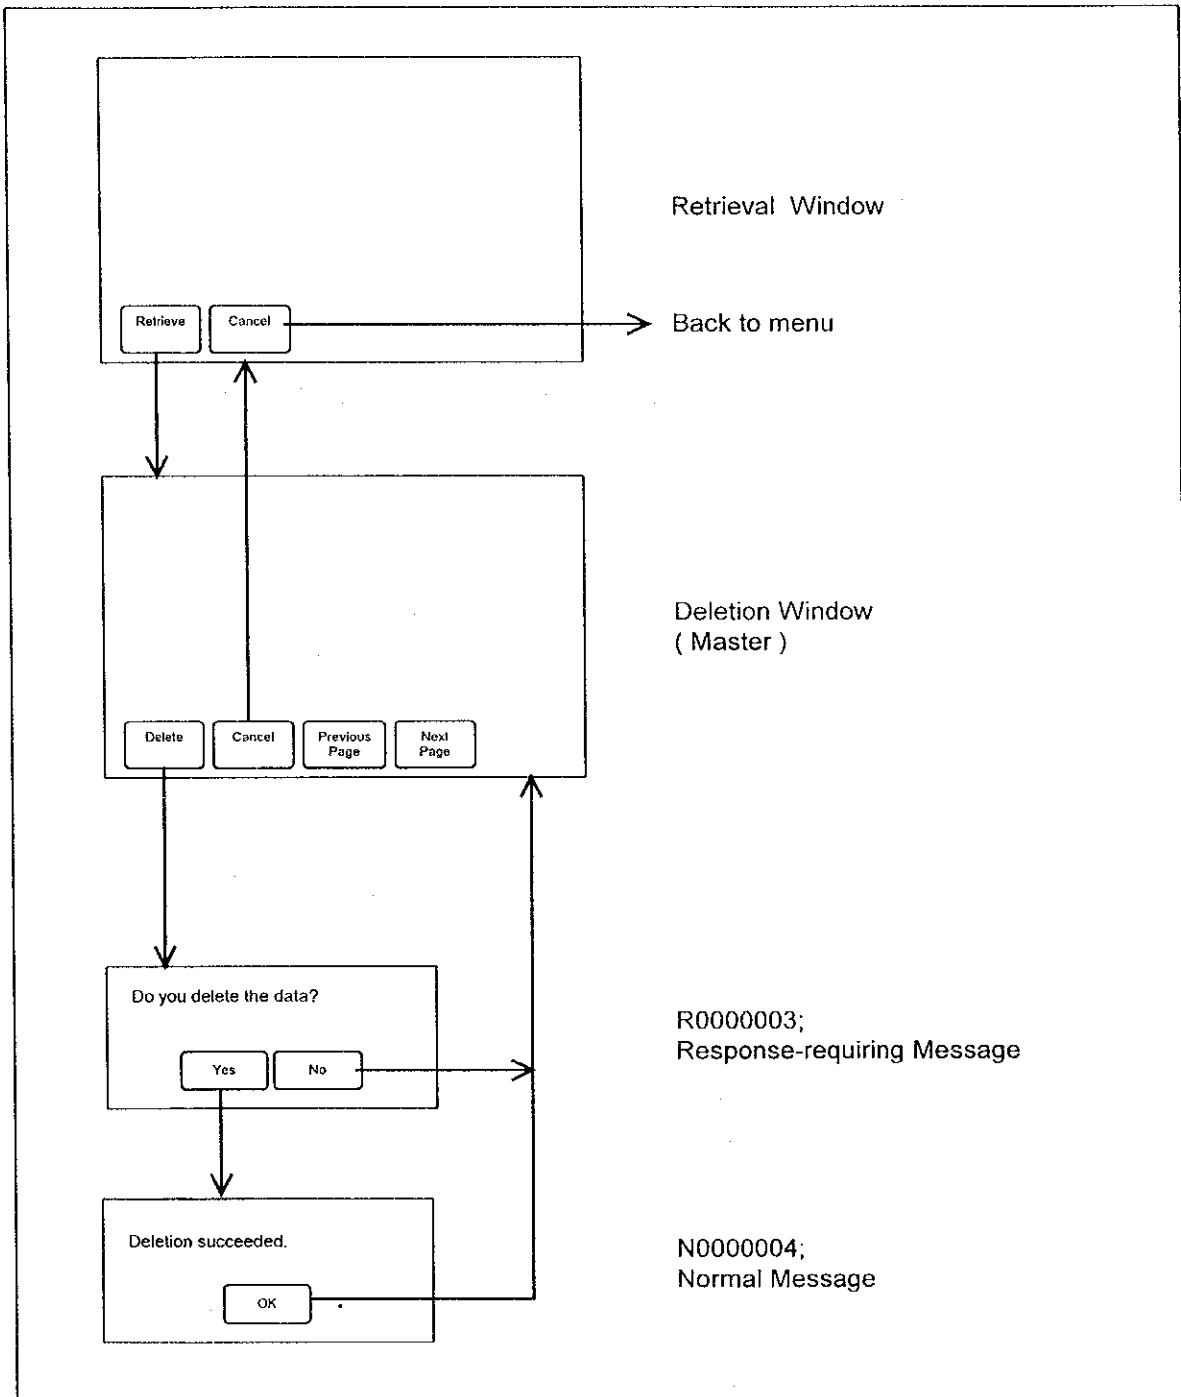 Retrieval Window
Retrieve
Cancel
Back to menu
Deletion Window
( Master )
Delete
Cancel
Previous
Page
Next
Page
Do you delete the data?
Yes
No
R0000003;
Response-requiring Message
Deletion succeeded.
OK
N0000004;
Normal Message